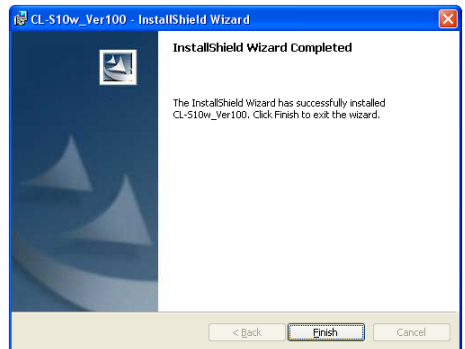 CL-S10w_Ver100 - InstallShield Wizard
InstallShield Wizard Completed
The InstallShield Wizard has successfully installed
CL-S10w_Ver100. Click Finish to exit the wizard.
< Back
Finish
Cancel